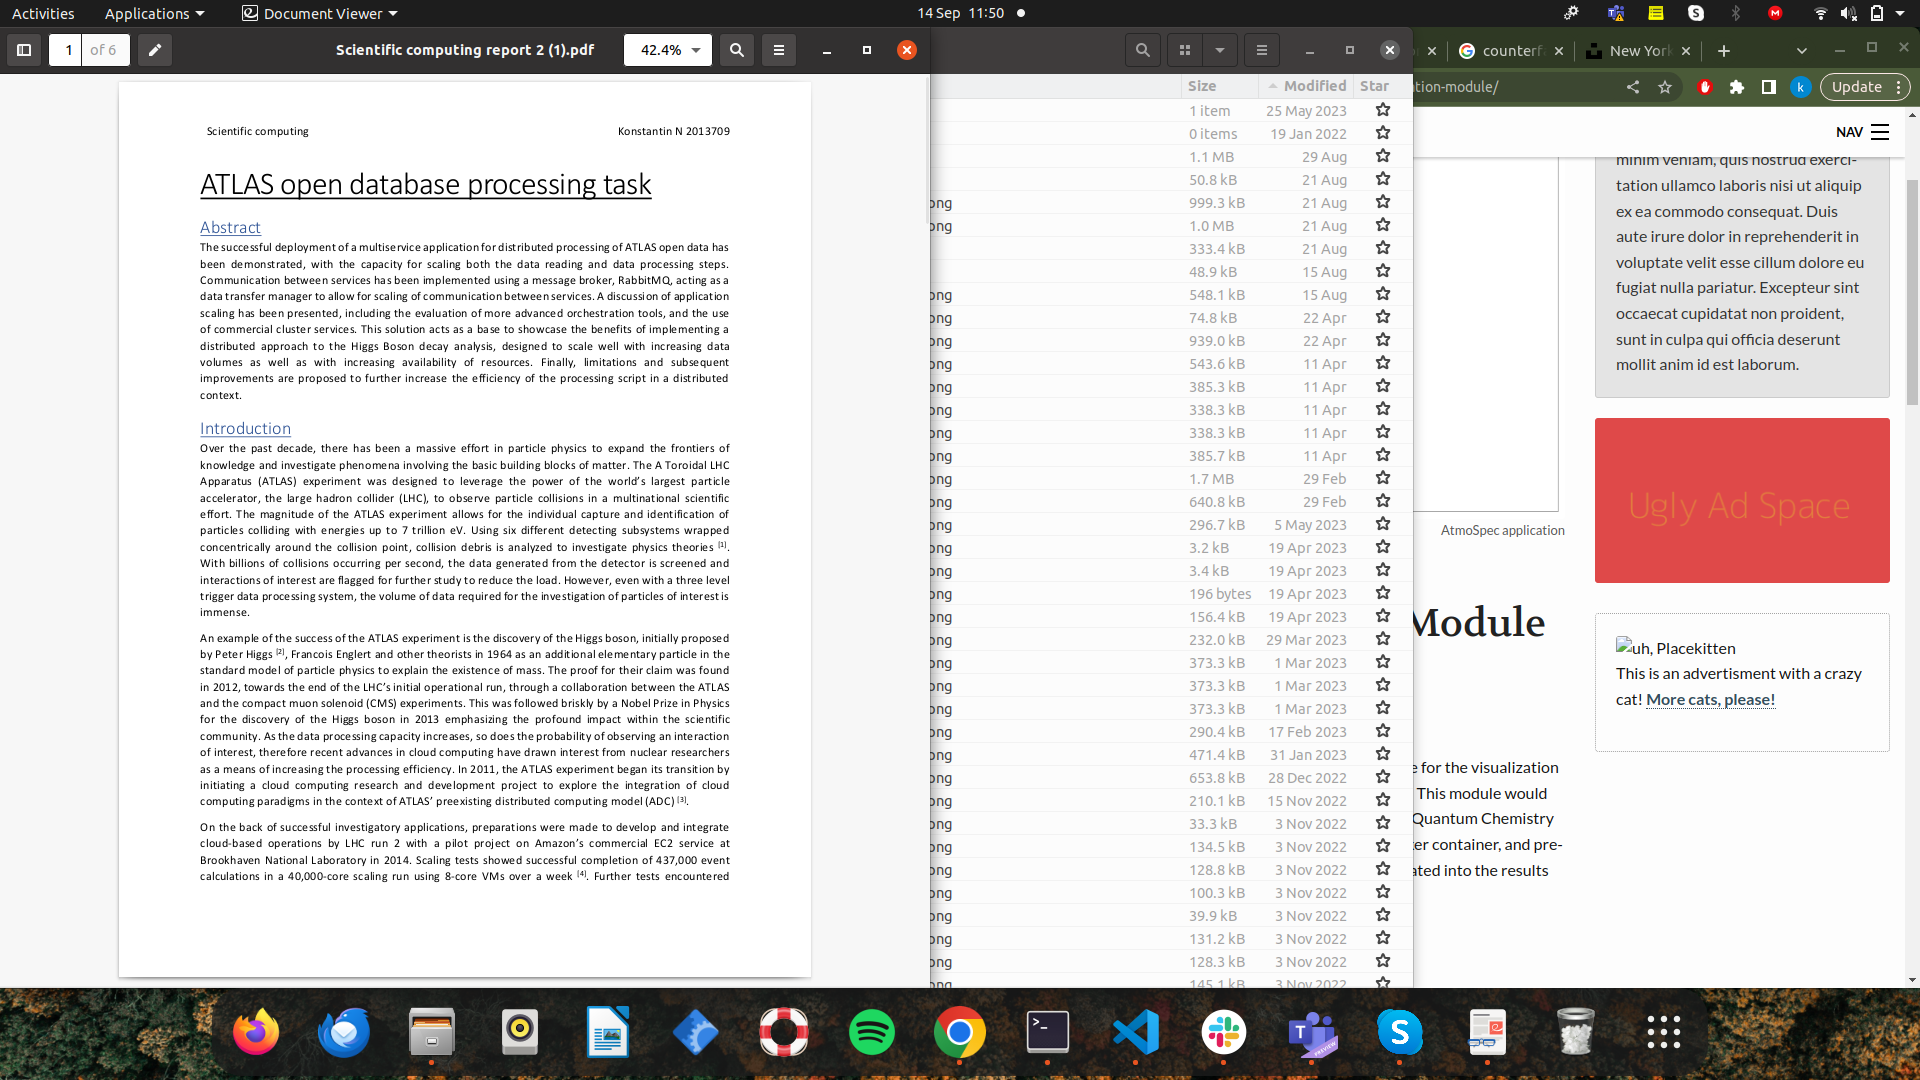 Activities
Applications
Document Viewer
14 Sep 11:50
1
of 6
Scientific computing report 2 (1).pdf
42.4%
Scientific computing
Konstantin N 2013709
ATLAS open database processing task
Abstract
The successful deployment of a multiservice application for distributed processing of ATLAS open data has
been demonstrated, with the capacity for scaling both the data reading and data processing steps.
Communication between services has been implemented using a message broker, RabbitMQ, acting as a
data transfer manager to allow for scaling of communication between services. A discussion of application
scaling has been presented, including the evaluation of more advanced orchestration tools, and the use
of commercial cluster services. This solution acts as a base to showcase the benefits of implementing a
distributed approach to the Higgs Boson decay analysis, designed to scale well with increasing data
volumes as well as with increasing availability of resources. Finally, limitations and subsequent
improvements are proposed to further increase the efficiency of the processing script in a distributed
context.
Introduction
Over the past decade, there has been a massive effort in particle physics to expand the frontiers of
knowledge and investigate phenomena involving the basic building blocks of matter. The A Toroidal LHC
Apparatus (ATLAS) experiment was designed to leverage the power of the world's largest particle
accelerator, the large hadron collider (LHC), to observe particle collisions in a multinational scientific
effort. The magnitude of the ATLAS experiment allows for the individual capture and identification of
particles colliding with energies up to 7 trillion eV. Using six different detecting subsystems wrapped
concentrically around the collision point, collision debris is analyzed to investigate physics theories [1].
With billions of collisions occurring per second, the data generated from the detector is screened and
interactions of interest are flagged for further study to reduce the load. However, even with a three level
trigger data processing system, the volume of data required for the investigation of particles of interest is
immense.
An example of the success of the ATLAS experiment is the discovery of the Higgs boson, initially proposed
by Peter Higgs [2], Francois Englert and other theorists in 1964 as an additional elementary particle in the
standard model of particle physics to explain the existence of mass. The proof for their claim was found
in 2012, towards the end of the LHC's initial operational run, through a collaboration between the ATLAS
and the compact muon solenoid (CMS) experiments. This was followed briskly by a Nobel Prize in Physics
for the discovery of the Higgs boson in 2013 emphasizing the profound impact within the scientific
community. As the data processing capacity increases, so does the probability of observing an interaction
of interest, therefore recent advances in cloud computing have drawn interest from nuclear researchers
as a means of increasing the processing efficiency. In 2011, the ATLAS experiment began its transition by
initiating a cloud computing research and development project to explore the integration of cloud
computing paradigms in the context of ATLAS' preexisting distributed computing model (ADC) [3].
On the back of successful investigatory applications, preparations were made to develop and integrate
cloud-based operations by LHC run 2 with a pilot project on Amazon's commercial EC2 service at
Brookhaven National Laboratory in 2014. Scaling tests showed successful completion of 437,000 event
calculations in a 40,000-core scaling run using 8-core VMs over a week [4]. Further tests encountered
Size Modified Star
1 item 25 May 2023
0 items 19 Jan 2022
1.1 MB 29 Aug
50.8 kB 21 Aug
ong 999.3 kB 21 Aug
ong 1.0 MB 21 Aug
333.4 kB 21 Aug
48.9 kB 15 Aug
ong 548.1 kB 15 Aug
ong 74.8 kB 22 Apr
ong 939.0 kB 22 Apr
ong 543.6 kB 11 Apr
ong 385.3 kB 11 Apr
ong 338.3 kB 11 Apr
ong 338.3 kB 11 Apr
ong 385.7 kB 11 Apr
ong 1.7 MB 29 Feb
ong 640.8 kB 29 Feb
ong 296.7 kB 5 May 2023
ong 3.2 kB 19 Apr 2023
ong 3.4 kB 19 Apr 2023
ong 196 bytes 19 Apr 2023
ong 156.4 kB 19 Apr 2023
ong 232.0 kB 29 Mar 2023
ong 373.3 kB 1 Mar 2023
ong 373.3 kB 1 Mar 2023
ong 373.3 kB 1 Mar 2023
ong 290.4 kB 17 Feb 2023
ong 471.4 kB 31 Jan 2023
ong 653.8 kB 28 Dec 2022
ong 210.1 kB 15 Nov 2022
ong 33.3 kB 3 Nov 2022
ong 134.5 kB 3 Nov 2022
ong 128.8 kB 3 Nov 2022
ong 100.3 kB 3 Nov 2022
ong 39.9 kB 3 Nov 2022
ong 131.2 kB 3 Nov 2022
ong 128.3 kB 3 Nov 2022
ong 145.1 kB 3 Nov 2022
counterf
New York
tion-module/
k
Update
NAV
AtmoSpec application
Module
e for the visualization
This module would
Quantum Chemistry
er container, and pre-
ated into the results
minim veniam, quis nostrud exerci-
tation ullamco laboris nisi ut aliquip
ex ea commodo consequat. Duis
aute irure dolor in reprehenderit in
voluptate velit esse cillum dolore eu
fugiat nulla pariatur. Excepteur sint
occaecat cupidatat non proident,
sunt in culpa qui officia deserunt
mollit anim id est laborum.
Ugly Ad Space
uh, Placekitten
This is an advertisment with a crazy
cat! More cats, please!
PREVIEW